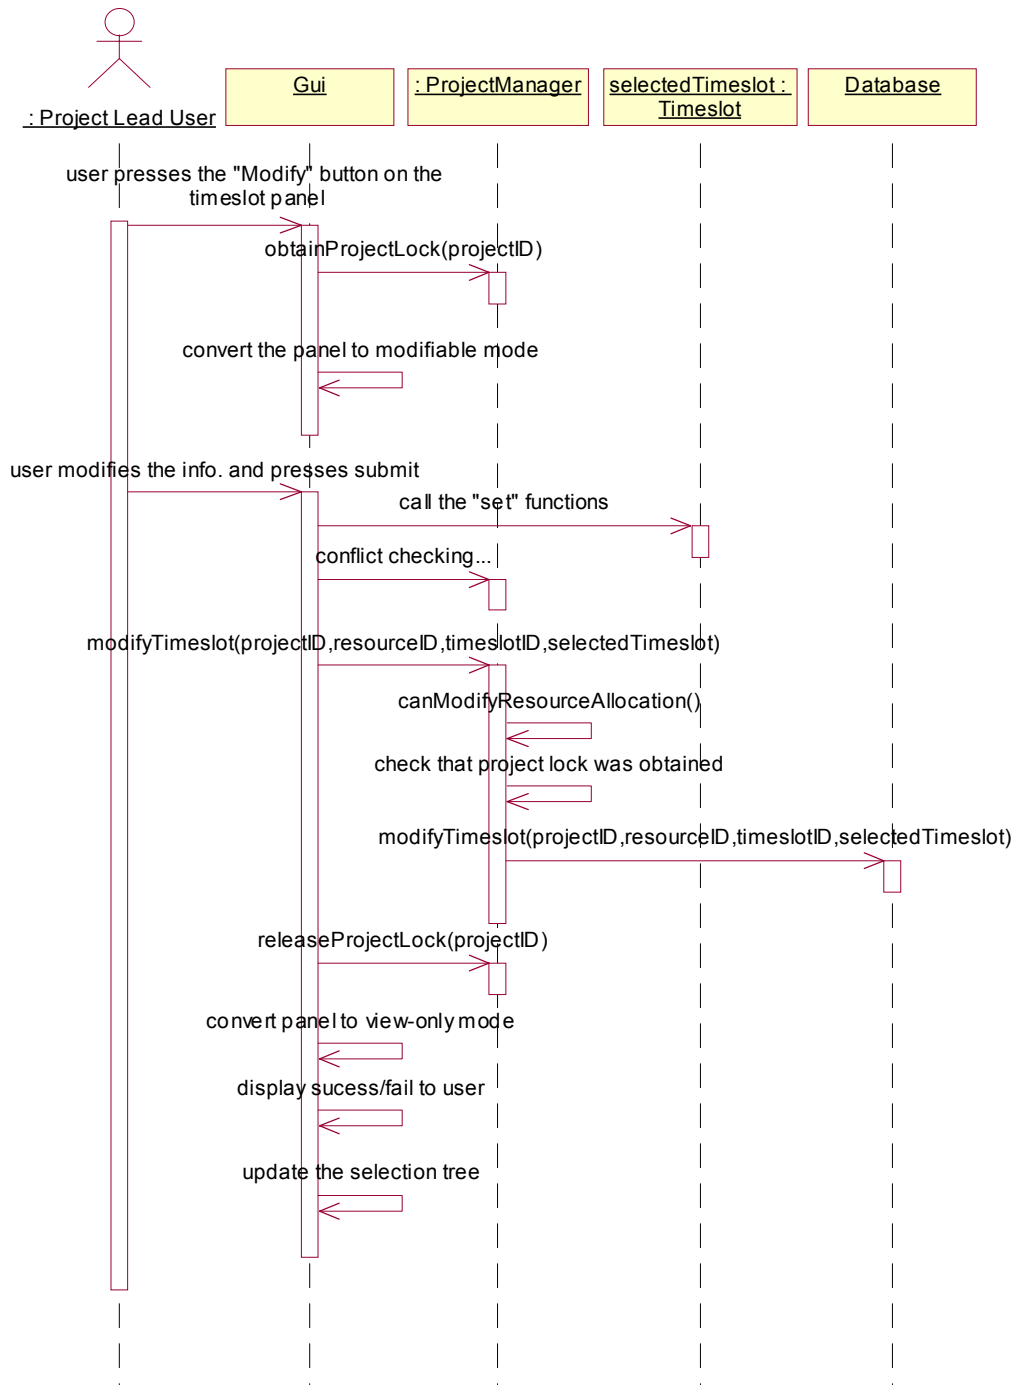 : Project Lead User
Gui
: ProjectManager
selectedTimeslot :
Timeslot
Database
user presses the "Modify" button on the
timeslot panel
obtainProjectLock(projectID)
convert the panel to modifiable mode
user modifies the info. and presses submit
call the "set" functions
conflict checking...
modifyTimeslot(projectID,resourceID,timeslotID,selectedTimeslot)
canModifyResourceAllocation()
check that project lock was obtained
modifyTimeslot(projectID,resourceID,timeslotID,selectedTimeslot)
releaseProjectLock(projectID)
convert panel to view-only mode
display sucess/fail to user
update the selection tree